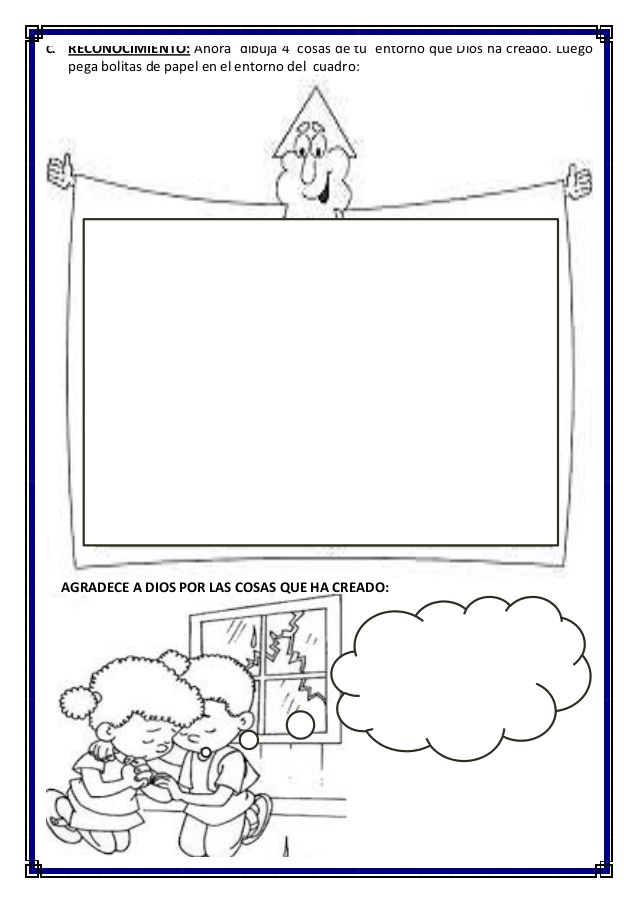 C. RECONOCIMIENTO: Ahora dibuja 4 cosas de tu entorno que Dios ha creado. Luego
pega bolitas de papel en el entorno del cuadro:
AGRADECE A DIOS POR LAS COSAS QUE HA CREADO: